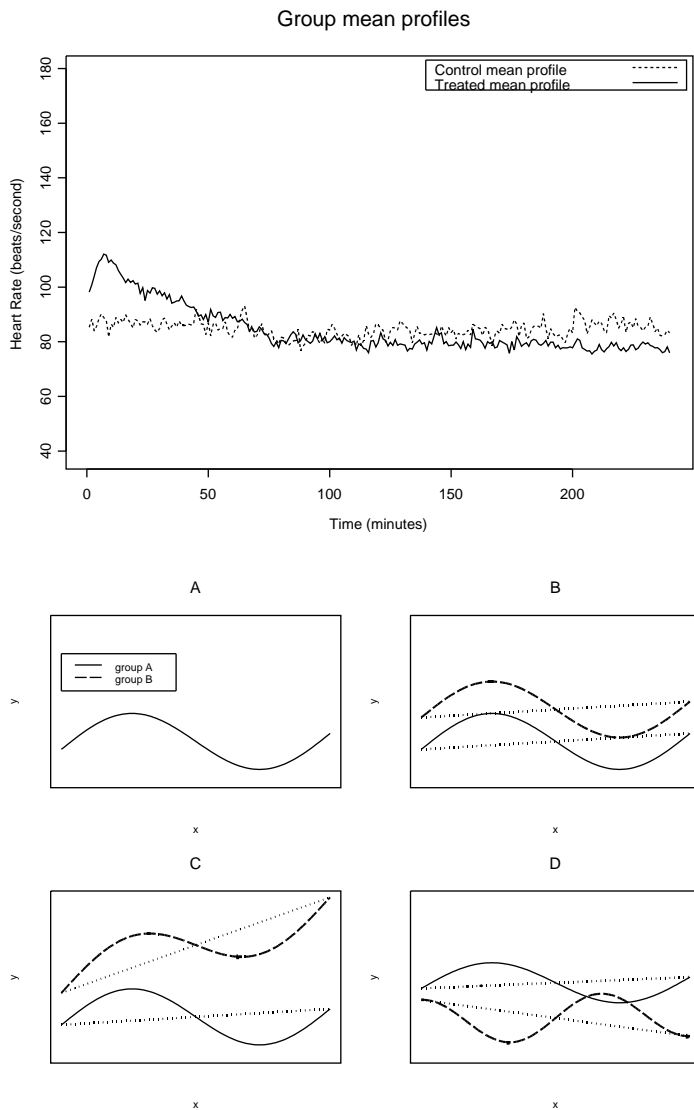 Group mean profiles
Control mean profile
Treated mean profile
Heart Rate (beats/second)
180
160
140
120
100
80
60
40
0
50
100
150
200
Time (minutes)
A
B
group A
group B
y
y
x
x
C
D
y
y
x
x